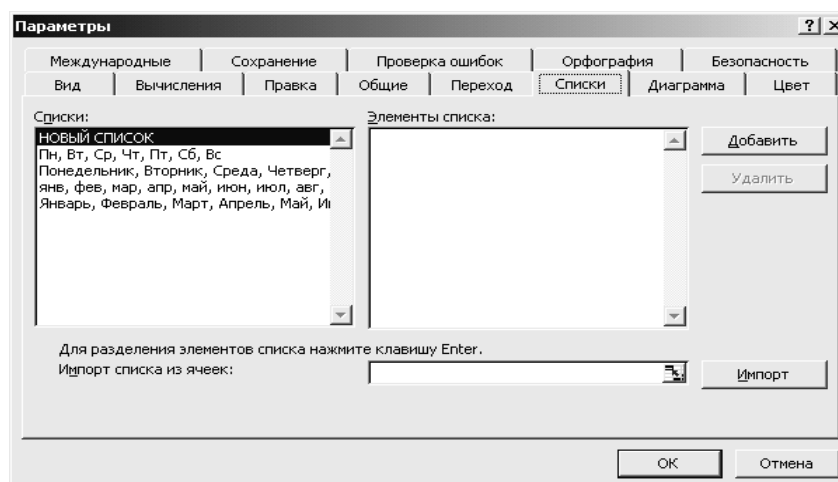 Параметры
Международные Сохранение Проверка ошибок Орфография Безопасность
Вид Вычисления Правка Общие Переход Списки Диаграмма Цвет
Списки: Элементы списка:
НОВЫЙ СПИСОК
Пн, Вт, Ср, Чт, Пт, Сб, Вс
Понедельник, Вторник, Среда, Четверг,
янв, фев, мар, апр, май, июн, июл, авг,
Январь, Февраль, Март, Апрель, Май,
Добавить
Удалить
Для разделения элементов списка нажмите клавишу Enter.
Импорт списка из ячеек: Импорт
ОК Отмена